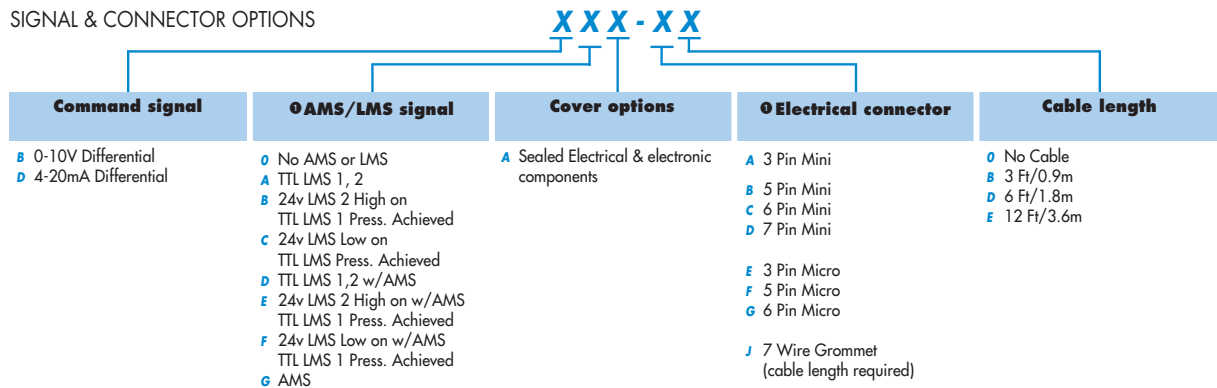 SIGNAL & CONNECTOR OPTIONS
X X X - X X
Command signal
B 0-10V Differential
D 4-20mA Differential
❶AMS/LMS signal
0 No AMS or LMS
A TTL LMS 1, 2
B 24v LMS 2 High on
TTL LMS 1 Press. Achieved
C 24v LMS Low on
TTL LMS Press. Achieved
D TTL LMS 1,2 w/AMS
E 24v LMS 2 High on w/AMS
TTL LMS 1 Press. Achieved
F 24v LMS Low on w/AMS
TTL LMS 1 Press. Achieved
G AMS
Cover options
A Sealed Electrical & electronic
components
❶Electrical connector
A 3 Pin Mini
B 5 Pin Mini
C 6 Pin Mini
D 7 Pin Mini
E 3 Pin Micro
F 5 Pin Micro
G 6 Pin Micro
J 7 Wire Grommet
(cable length required)
Cable length
0 No Cable
B 3 Ft/0.9m
D 6 Ft/1.8m
E 12 Ft/3.6m